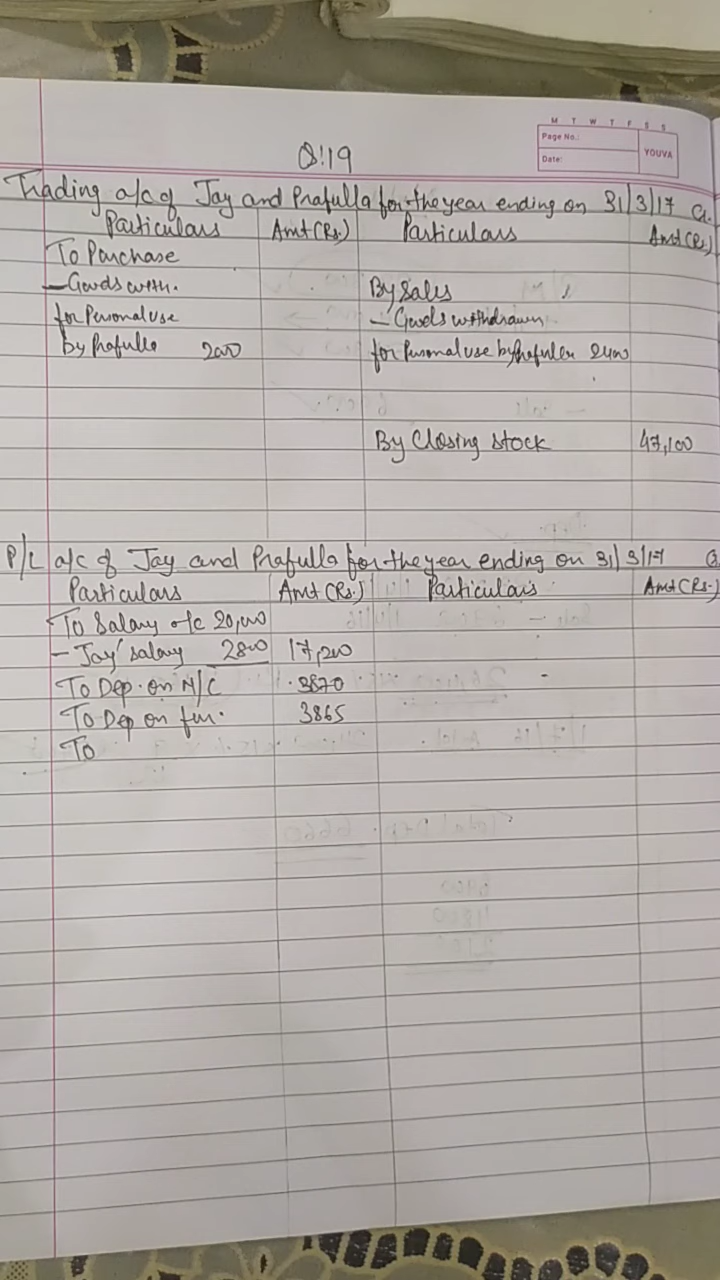 M T W T F S S
Page No.:
YOUVA
Date:
Q:19
Trading a/c of Jay and Prafulla for the year ending on 31/3/17 Cr.
Particulars Amt (Rs.) Particulars Amt (Rs.)
To Purchase
- Goods with. By Sales
for Personal use - Goods withdrawn
by Prafulla 2000 for Personal use by Prafulla 2400
By Closing stock 47,100
P/L a/c of Jay and Prafulla for the year ending on 31/3/17
Particulars Amt (Rs.) Particulars Amt (Rs.)
To Salary a/c 20,000
- Jay' salary 2800 17,200
To Dep. on M/C 3870
To Dep on fur. 3865
To